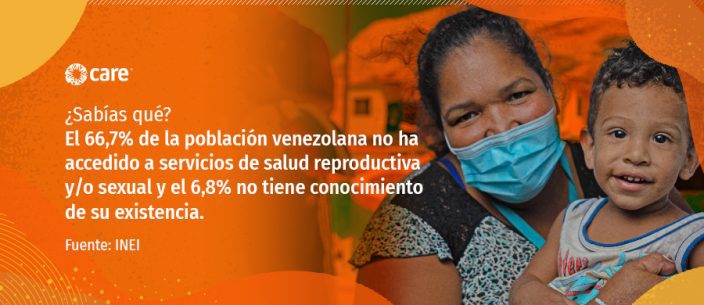 care
¿Sabías qué?
El 66,7% de la población venezolana no ha
accedido a servicios de salud reproductiva
y/o sexual y el 6,8% no tiene conocimiento
de su existencia.
Fuente: INEI